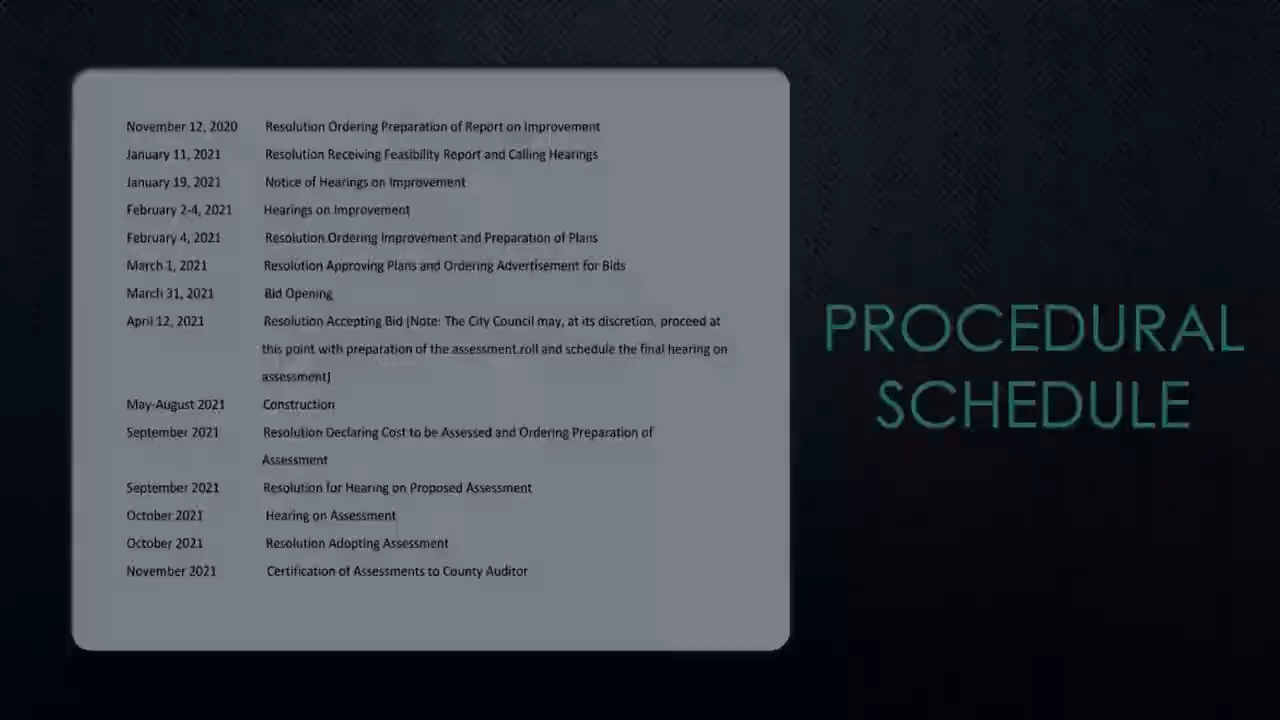 November 12, 2020 Resolution Ordering Preparation of Report on Improvement
January 11, 2021 Resolution Receiving Feasibility Report and Calling Hearings
January 19, 2021 Notice of Hearings on Improvement
February 2-4, 2021 Hearings on Improvement
February 4, 2021 Resolution Ordering Improvement and Preparation of Plans
March 1, 2021 Resolution Approving Plans and Ordering Advertisement for Bids
March 31, 2021 Bid Opening
April 12, 2021 Resolution Accepting Bid [Note: The City Council may, at its discretion, proceed at
this point with preparation of the assessment roll and schedule the final hearing on
assessment]
May-August 2021 Construction
September 2021 Resolution Declaring Cost to be Assessed and Ordering Preparation of
Assessment
September 2021 Resolution for Hearing on Proposed Assessment
October 2021 Hearing on Assessment
October 2021 Resolution Adopting Assessment
November 2021 Certification of Assessments to County Auditor
PROCEDURAL
SCHEDULE